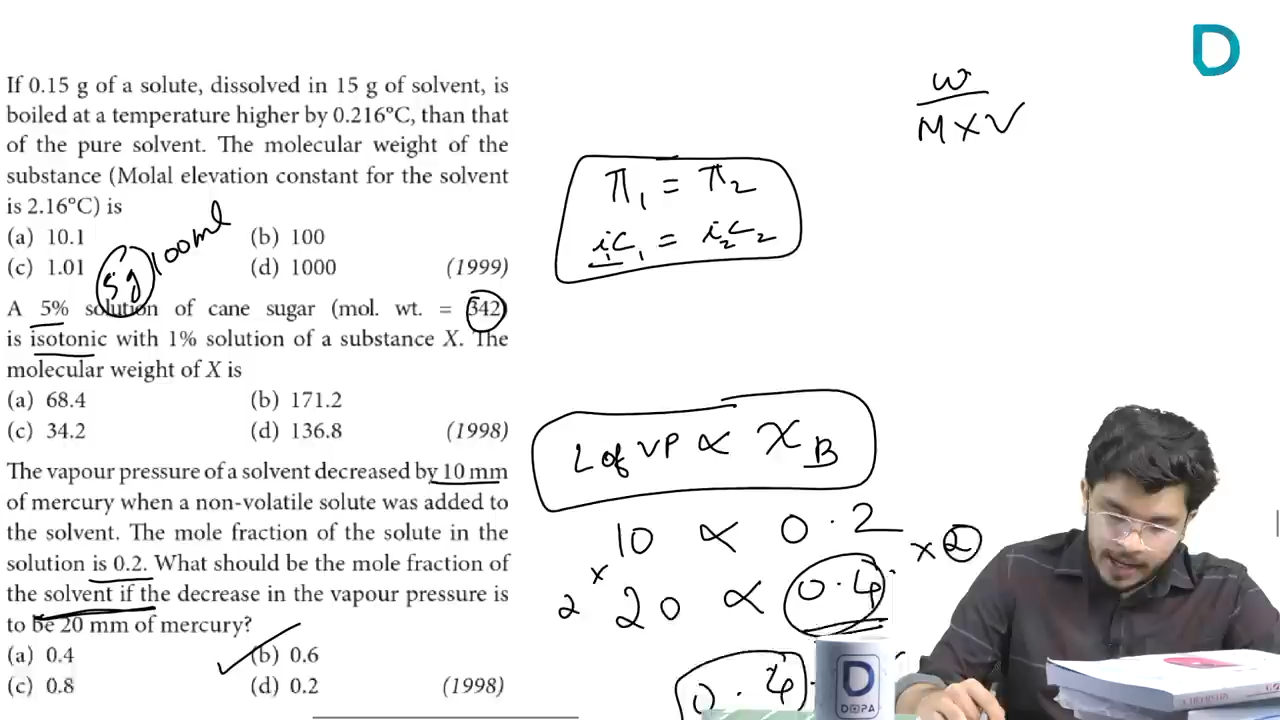 If 0.15 g of a solute, dissolved in 15 g of solvent, is
boiled at a temperature higher by 0.216°C, than that
of the pure solvent. The molecular weight of the
substance (Molal elevation constant for the solvent
is 2.16°C) is
(a) 10.1 (b) 100
(c) 1.01 (d) 1000 (1999)
5g 100ml
A 5% solution of cane sugar (mol. wt. = 342)
is isotonic with 1% solution of a substance X. The
molecular weight of X is
(a) 68.4 (b) 171.2
(c) 34.2 (d) 136.8 (1998)
The vapour pressure of a solvent decreased by 10 mm
of mercury when a non-volatile solute was added to
the solvent. The mole fraction of the solute in the
solution is 0.2. What should be the mole fraction of
the solvent if the decrease in the vapour pressure is
to be 20 mm of mercury?
(a) 0.4 (b) 0.6
(c) 0.8 (d) 0.2 (1998)
w
M X V
π₁ = π₂
iC₁ = i₂C₂
L of VP ∝ X_B
10 ∝ 0.2 × 2
× 2 20 ∝ 0.4
0.4
D
D
DOPA
CHEMISTRY